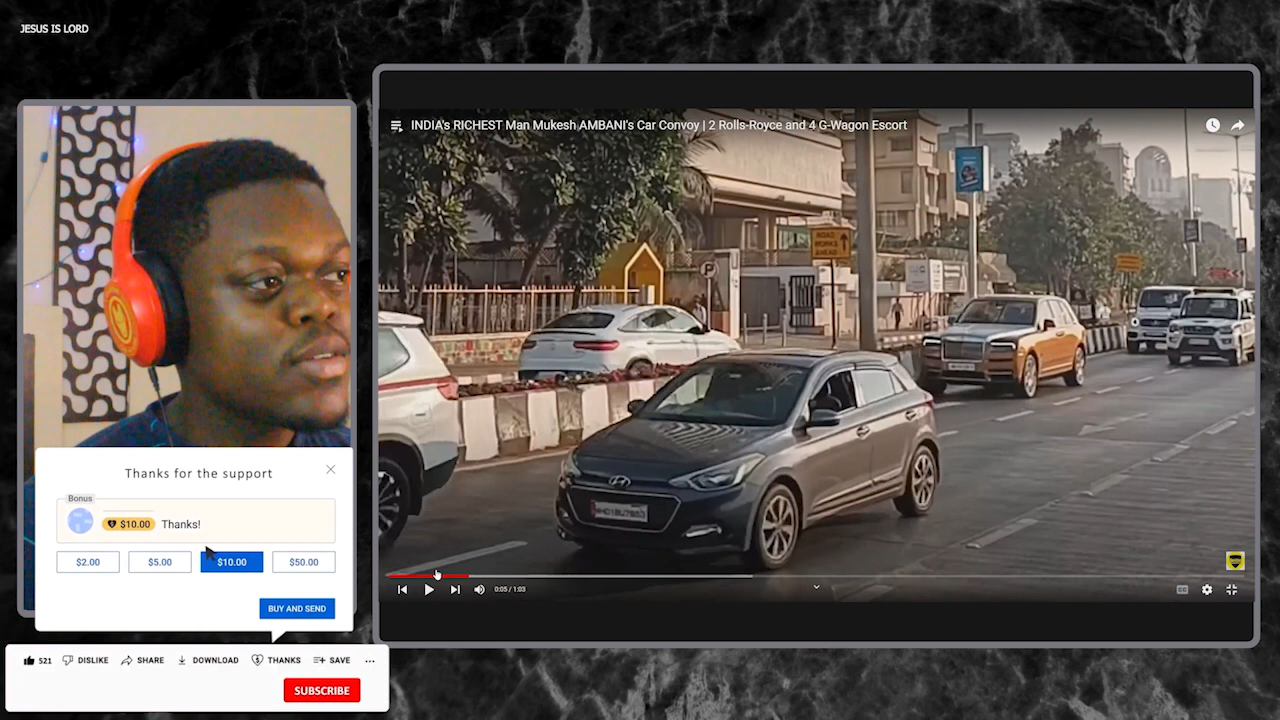 JESUS IS LORD
INDIA's RICHEST Man Mukesh AMBANI's Car Convoy | 2 Rolls-Royce and 4 G-Wagon Escort
ROAD
WORKS
AHEAD
P
Thanks for the support
Bonus
$10.00 Thanks!
$2.00 $5.00 $10.00 $50.00
BUY AND SEND
0:05 / 1:03
CC
521 DISLIKE SHARE DOWNLOAD THANKS SAVE
SUBSCRIBE